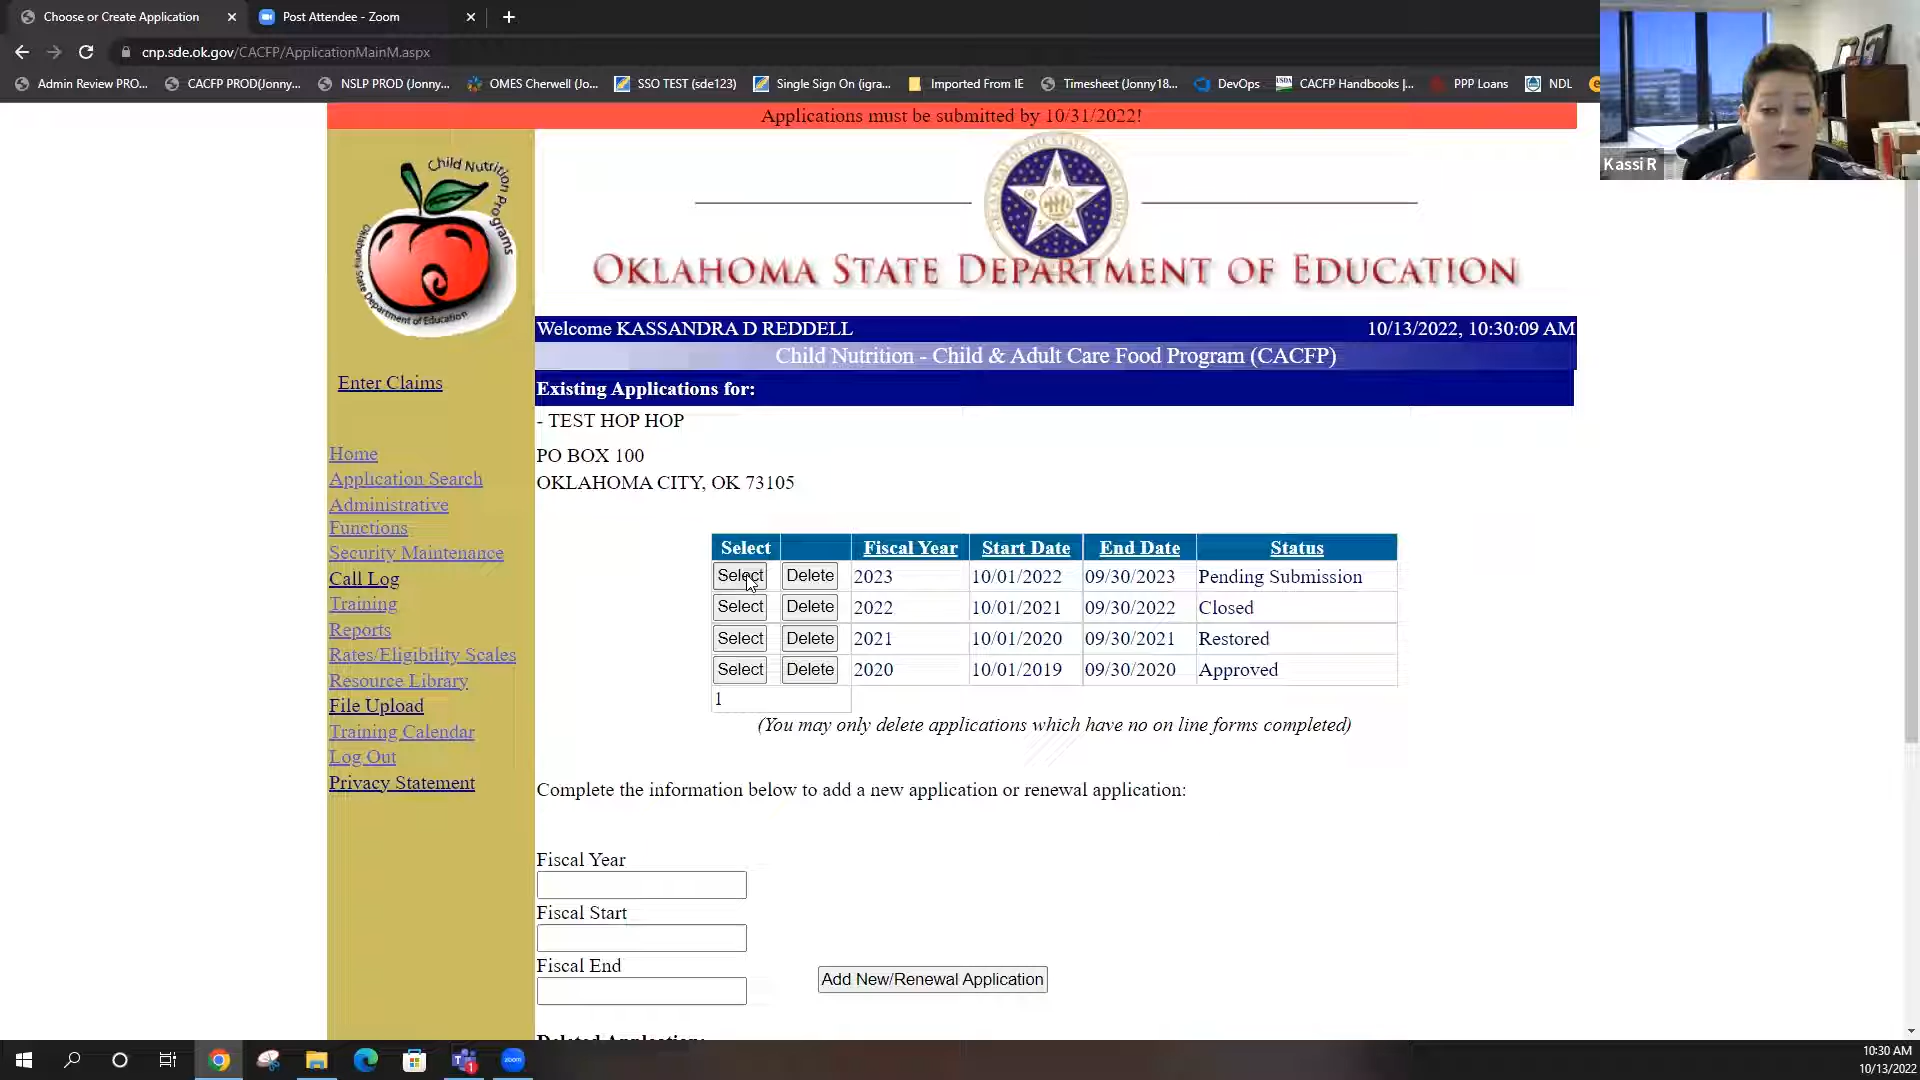 Choose or Create Application
Post Attendee - Zoom
cnp.sde.ok.gov/CACFP/ApplicationMainM.aspx
Admin Review PRO...
CACFP PROD(Jonny...
NSLP PROD (Jonny...
OMES Cherwell (Jo...
SSO TEST (sde123)
Single Sign On (igra...
Imported From IE
Timesheet (Jonny18...
DevOps
CACFP Handbooks |...
PPP Loans
NDL
Applications must be submitted by 10/31/2022!
Kassi R
Child Nutrition Programs
Oklahoma State Department of Education
OKLAHOMA STATE DEPARTMENT OF EDUCATION
Welcome KASSANDRA D REDDELL 10/13/2022, 10:30:09 AM
Child Nutrition - Child & Adult Care Food Program (CACFP)
Enter Claims
Home
Application Search
Administrative
Functions
Security Maintenance
Call Log
Training
Reports
Rates/Eligibility Scales
Resource Library
File Upload
Training Calendar
Log Out
Privacy Statement
Existing Applications for:
- TEST HOP HOP
PO BOX 100
OKLAHOMA CITY, OK 73105
Select Fiscal Year Start Date End Date Status
Select Delete 2023 10/01/2022 09/30/2023 Pending Submission
Select Delete 2022 10/01/2021 09/30/2022 Closed
Select Delete 2021 10/01/2020 09/30/2021 Restored
Select Delete 2020 10/01/2019 09/30/2020 Approved
1
(You may only delete applications which have no on line forms completed)
Complete the information below to add a new application or renewal application:
Fiscal Year
Fiscal Start
Fiscal End
Add New/Renewal Application
Deleted Application:
10:30 AM
10/13/2022